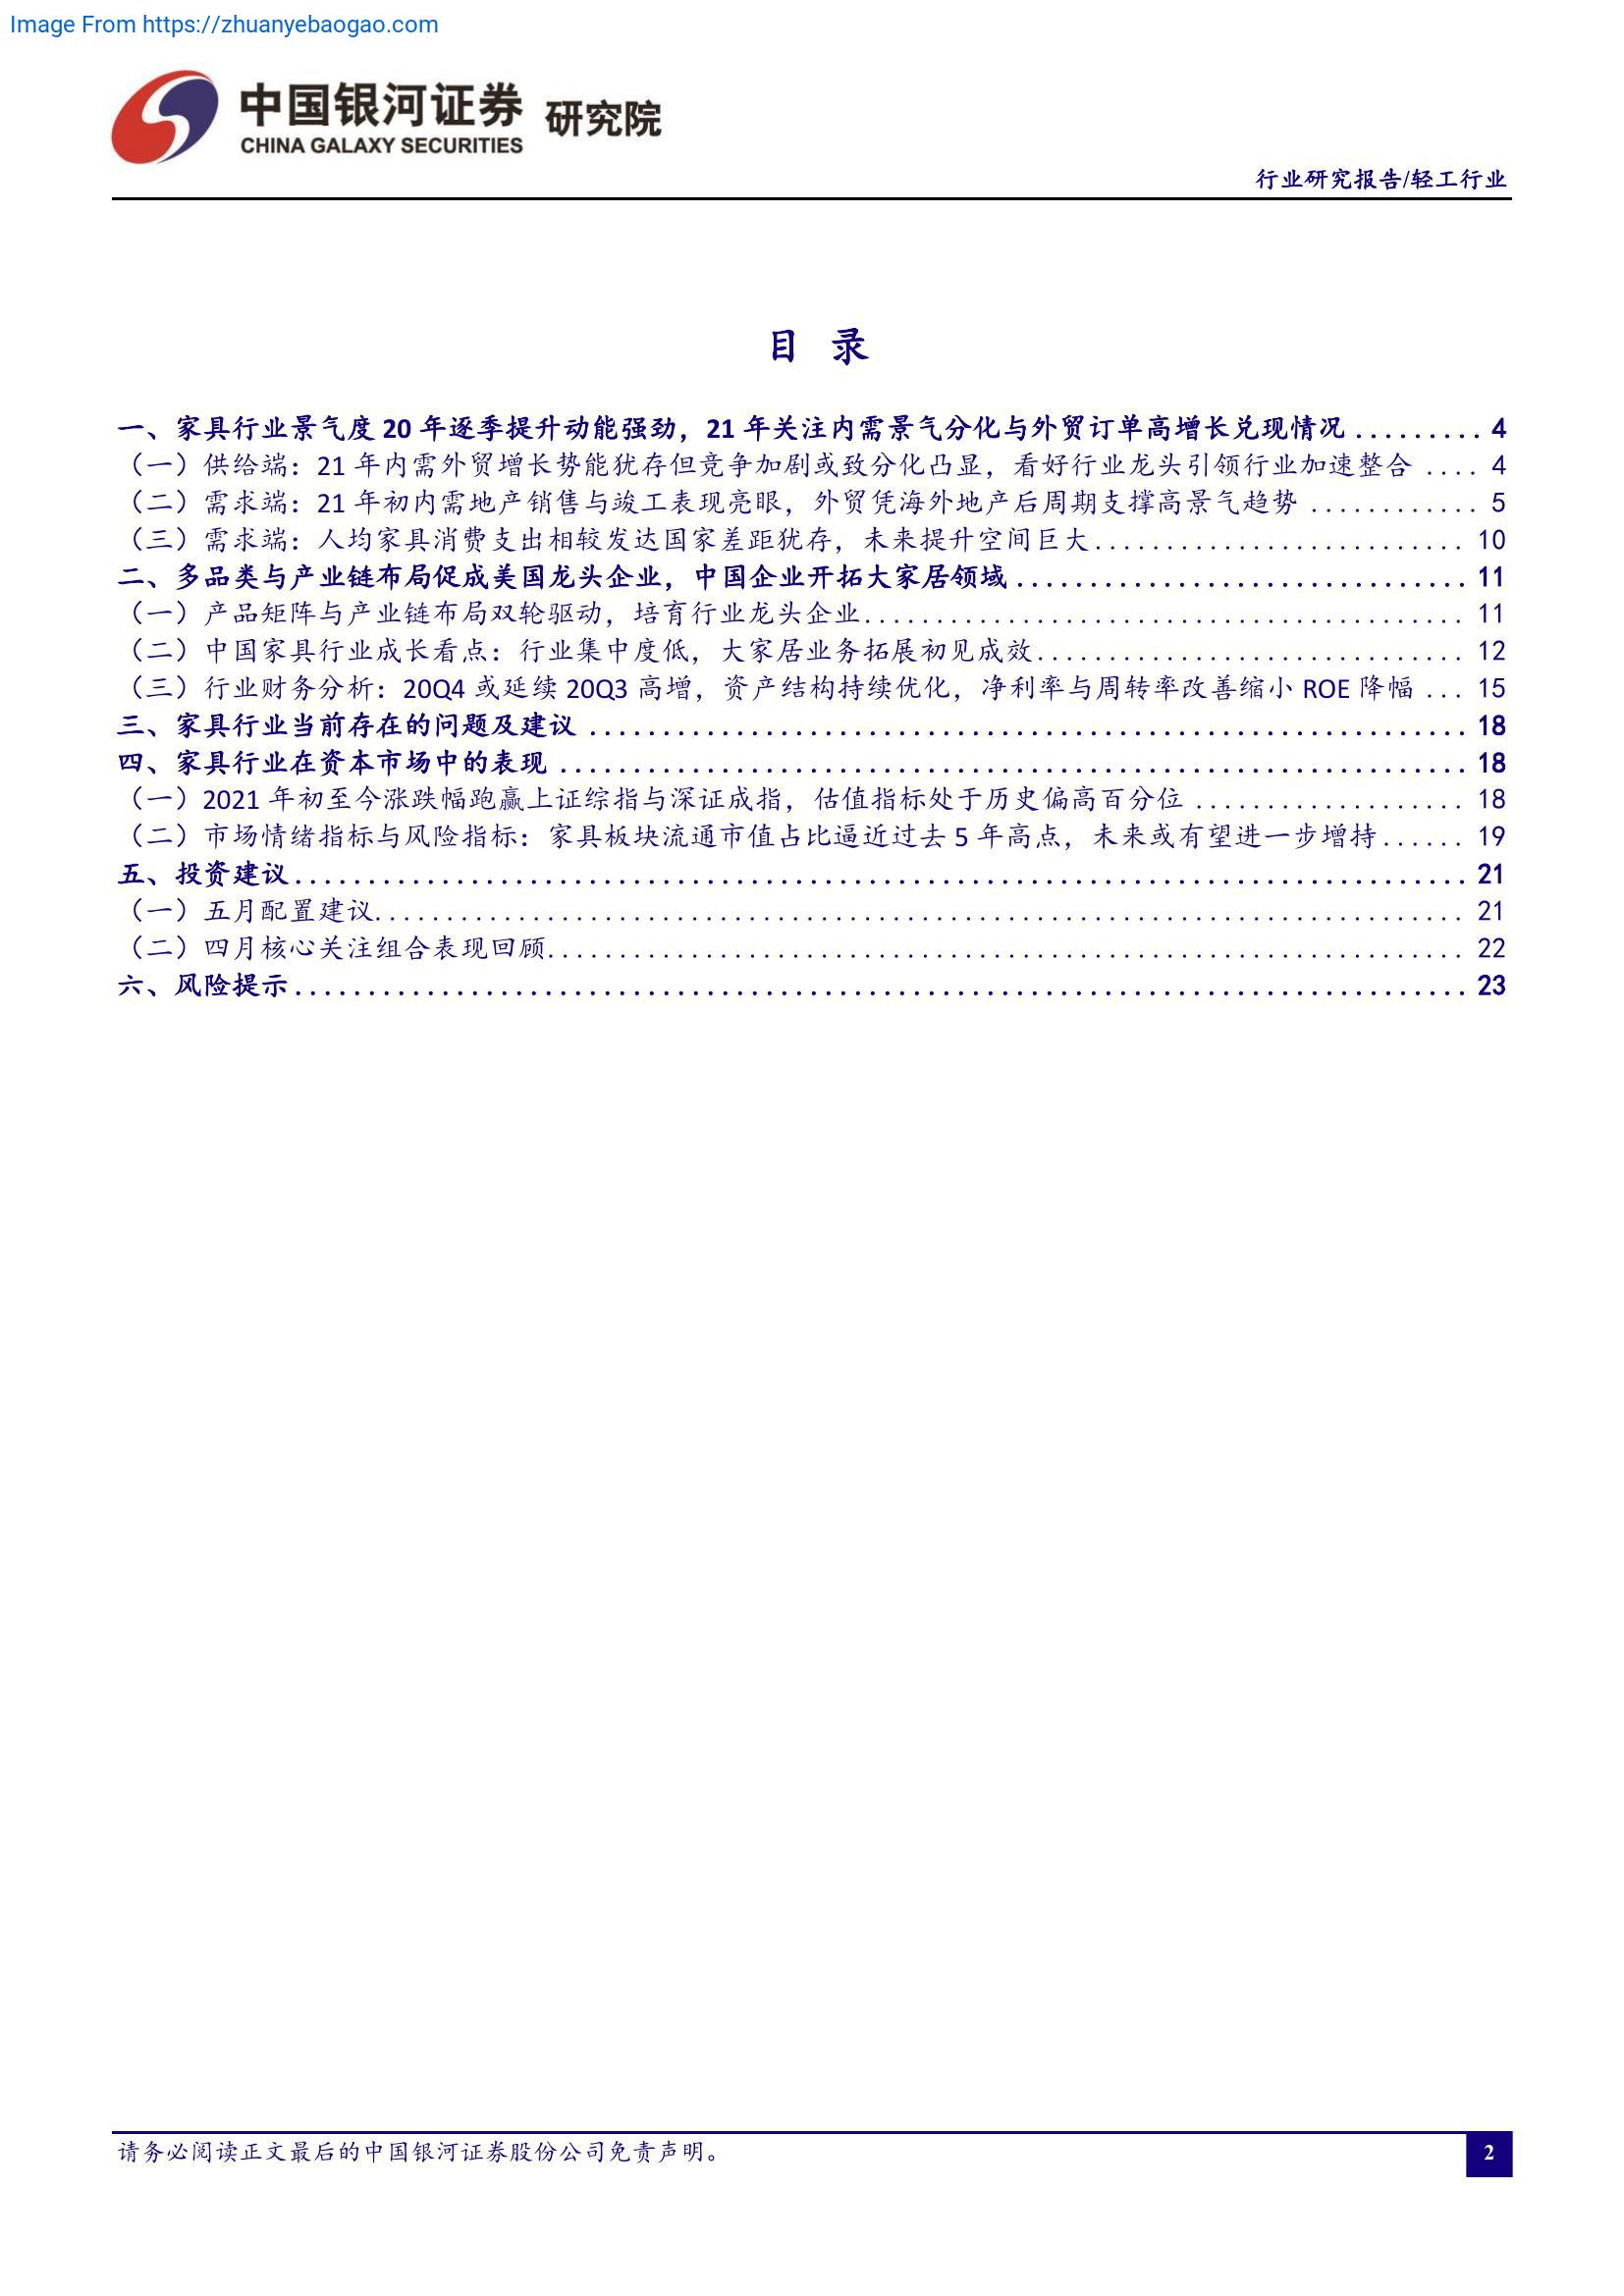 Image From https://zhuanyebaogao.com
中国银河证券 研究院
CHINA GALAXY SECURITIES
行业研究报告/轻工行业
目 录
一、家具行业景气度 20 年逐季提升动能强劲，21 年关注内需景气分化与外贸订单高增长兑现情况 ......... 4
（一）供给端：21 年内需外贸增长势能犹存但竞争加剧或致分化凸显，看好行业龙头引领行业加速整合 .... 4
（二）需求端：21 年初内需地产销售与竣工表现亮眼，外贸凭海外地产后周期支撑高景气趋势 ............ 5
（三）需求端：人均家具消费支出相较发达国家差距犹存，未来提升空间巨大.......................... 10
二、多品类与产业链布局促成美国龙头企业，中国企业开拓大家居领域 ............................... 11
（一）产品矩阵与产业链布局双轮驱动，培育行业龙头企业.......................................... 11
（二）中国家具行业成长看点：行业集中度低，大家居业务拓展初见成效.............................. 12
（三）行业财务分析：20Q4 或延续 20Q3 高增，资产结构持续优化，净利率与周转率改善缩小 ROE 降幅 ... 15
三、家具行业当前存在的问题及建议 ............................................................ 18
四、家具行业在资本市场中的表现 .............................................................. 18
（一）2021 年初至今涨跌幅跑赢上证综指与深证成指，估值指标处于历史偏高百分位 ................... 18
（二）市场情绪指标与风险指标：家具板块流通市值占比逼近过去 5 年高点，未来或有望进一步增持...... 19
五、投资建议................................................................................ 21
（一）五月配置建议........................................................................... 21
（二）四月核心关注组合表现回顾................................................................ 22
六、风险提示................................................................................ 23
请务必阅读正文最后的中国银河证券股份公司免责声明。
2